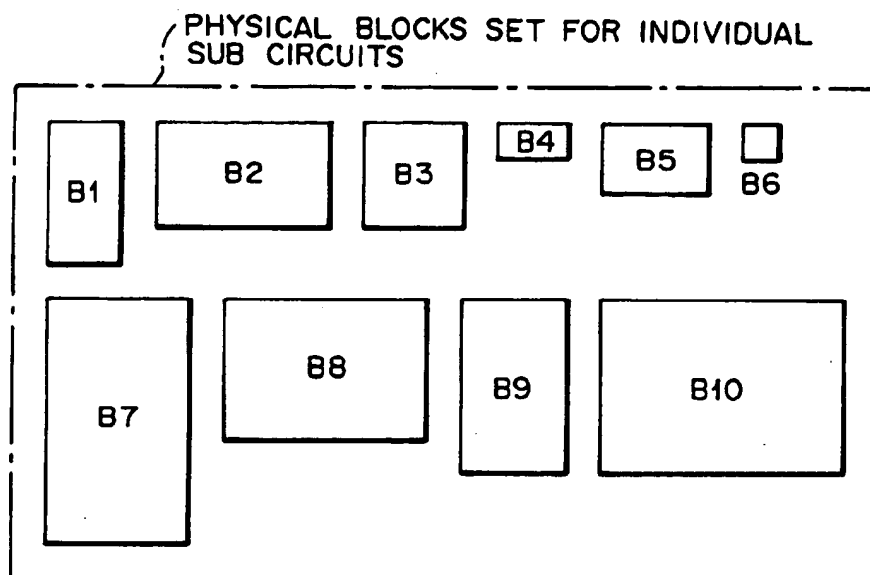 PHYSICAL BLOCKS SET FOR INDIVIDUAL
SUB CIRCUITS
B1
B2
B3
B4
B5
B6
B7
B8
B9
B10